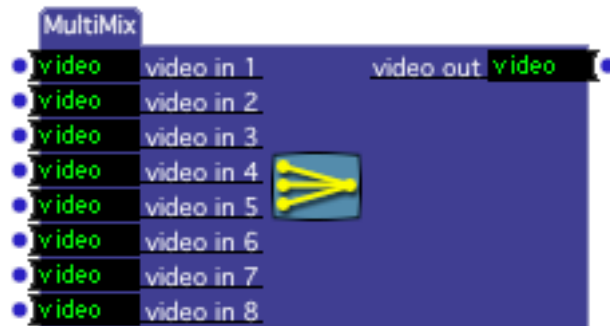 MultiMix
video video in 1 video out video
video video in 2
video video in 3
video video in 4
video video in 5
video video in 6
video video in 7
video video in 8